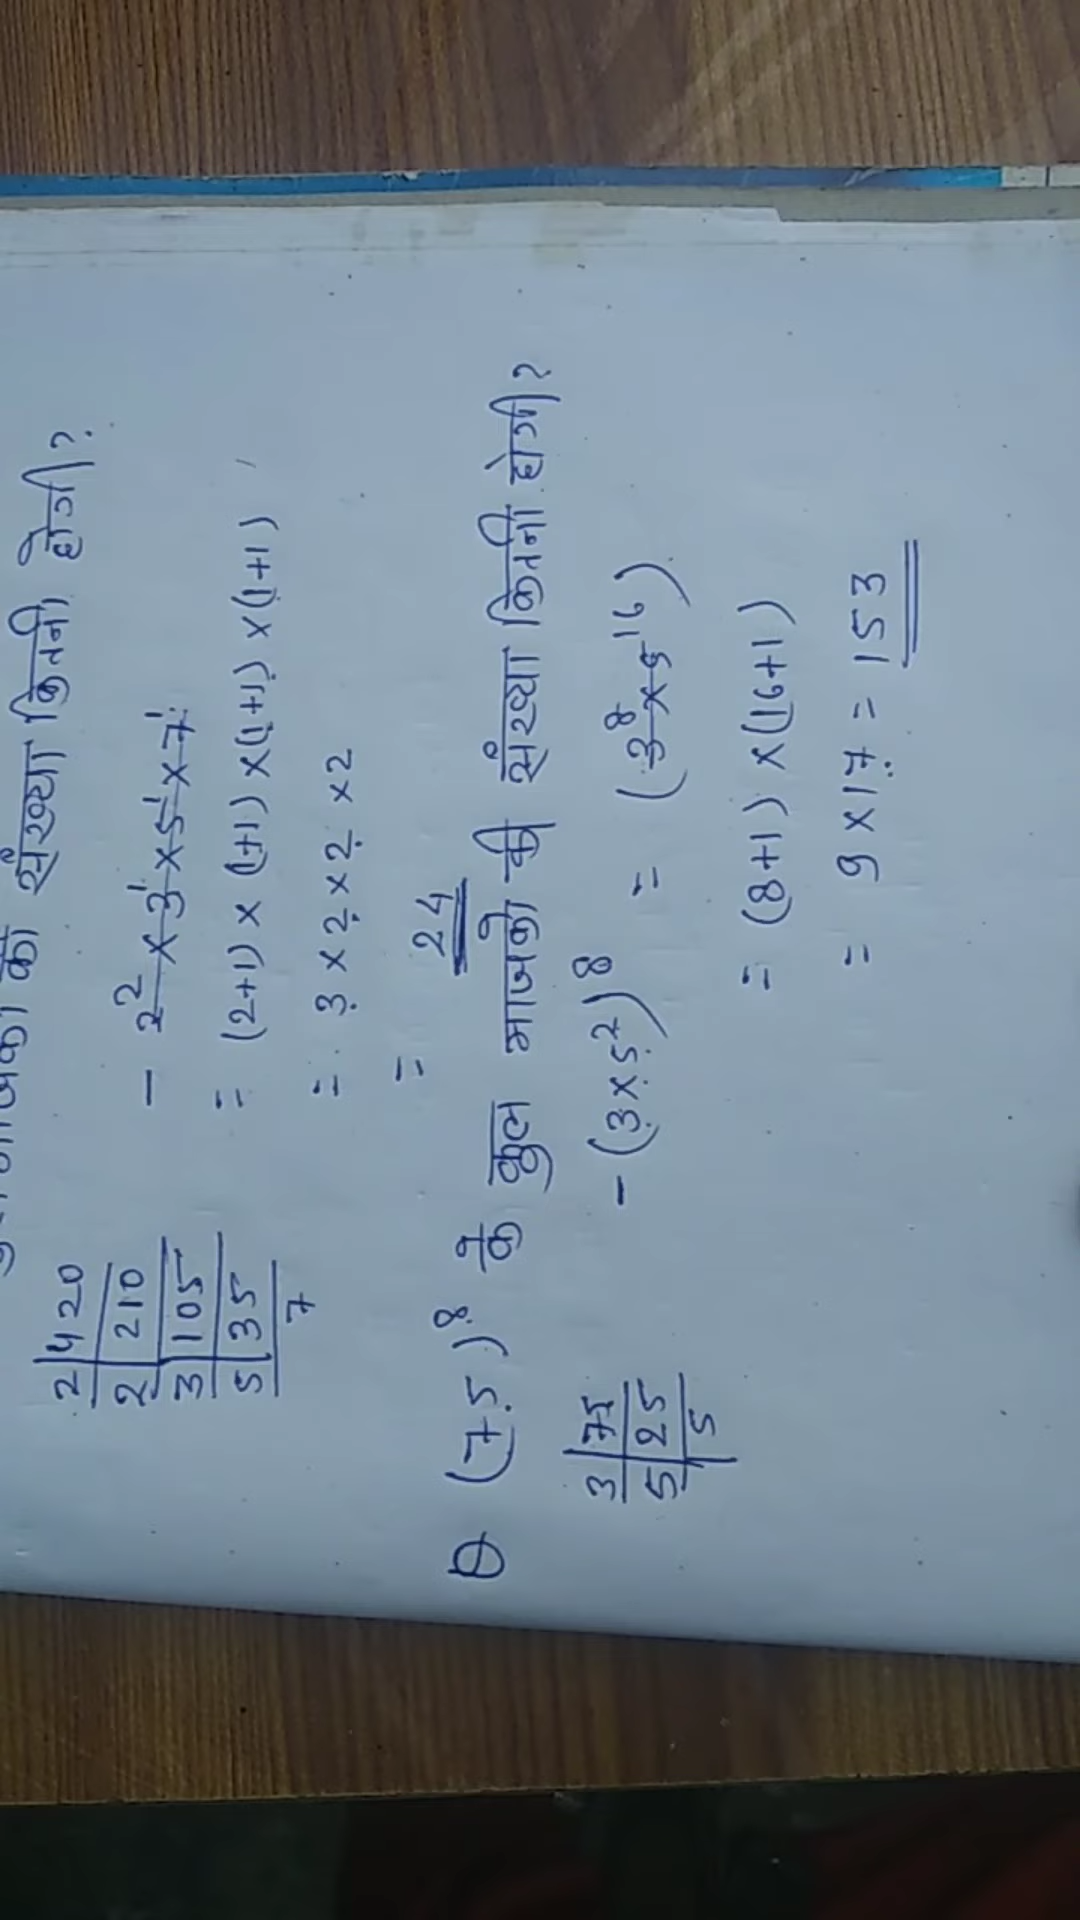 की संख्या कितनी होगी?
2 | 420 - 2² × 3¹ × 5¹ × 7¹
2 | 210 = (2+1) × (1+1) × (1+1) × (1+1)
3 | 105 = 3 × 2 × 2 × 2
5 | 35
7
= 24
Q (75)⁸ के कुल भाजको की संख्या कितनी होगी?
3 | 75 - (3×5²)⁸ = (3⁸×5¹⁶)
5 | 25
5
= (8+1) × (16+1)
= 9 × 17 = 153